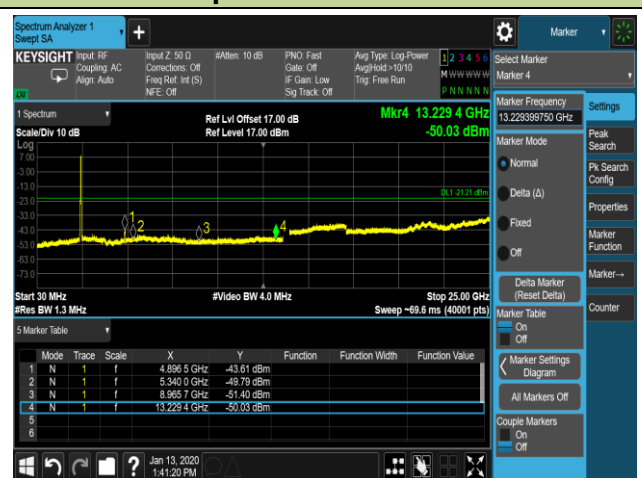 Spectrum Analyzer 1
Swept SA
Marker
KEYSIGHT Input: RF Input Z: 50 Ω #Atten: 10 dB PNO: Fast Avg Type: Log-Power 1 2 3 4 5 6
Coupling: AC Corrections: Off Gate: Off Avg|Hold:>10/10 M W W W W W
Align: Auto Freq Ref: Int (S) IF Gain: Low Trig: Free Run
NFE: Off Sig Track: Off P N N N N N
LXI
1 Spectrum
Scale/Div 10 dB
Ref Lvl Offset 17.00 dB
Ref Level 17.00 dBm
Mkr4 13.229 4 GHz
-50.03 dBm
Log
7.00
-3.00
-13.0
-23.0
-33.0
-43.0
-53.0
-63.0
-73.0
DL1 -21.21 dBm
1
2
3
4
Start 30 MHz #Video BW 4.0 MHz Stop 25.00 GHz
#Res BW 1.3 MHz Sweep ~69.6 ms (40001 pts)
5 Marker Table
Mode Trace Scale X Y Function Function Width Function Value
1 N 1 f 4.896 5 GHz -43.61 dBm
2 N 1 f 5.340 0 GHz -49.79 dBm
3 N 1 f 8.965 7 GHz -51.40 dBm
4 N 1 f 13.229 4 GHz -50.03 dBm
5
6
Select Marker
Marker 4
Marker Frequency
13.229399750 GHz
Marker Mode
Normal
Delta (Δ)
Fixed
Off
Delta Marker
(Reset Delta)
Marker Table
On
Off
Marker Settings
Diagram
All Markers Off
Couple Markers
On
Off
Settings
Peak
Search
Pk Search
Config
Properties
Marker
Function
Marker→
Counter
?
Jan 13, 2020
1:41:20 PM